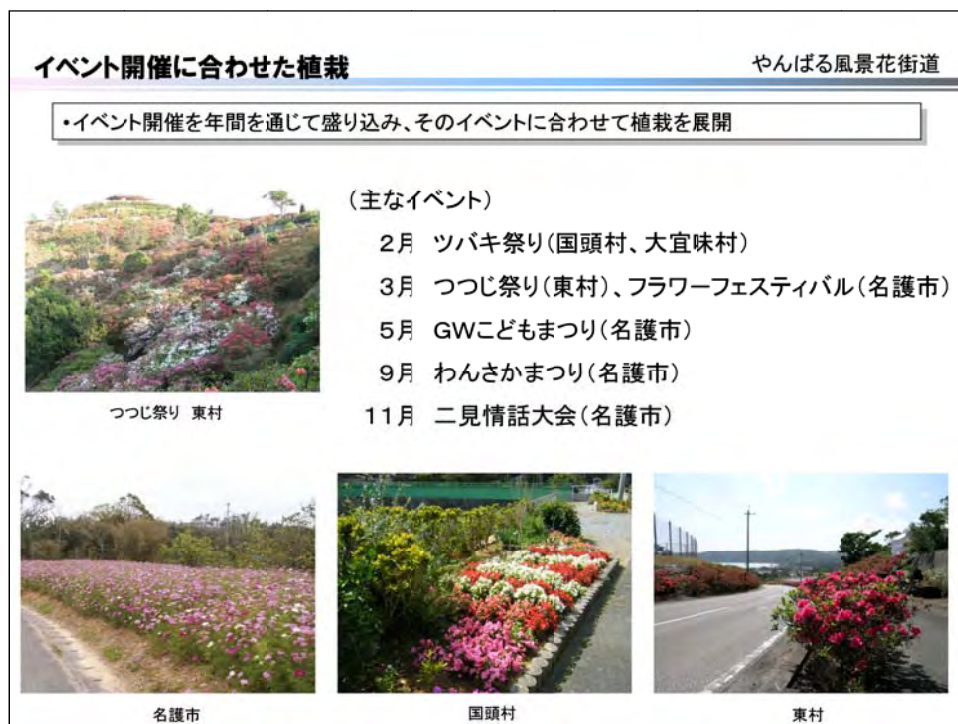 イベント開催に合わせた植栽
やんばる風景花街道
・イベント開催を年間を通じて盛り込み、そのイベントに合わせて植栽を展開
（主なイベント）
2月 ツバキ祭り（国頭村、大宜味村）
3月 つつじ祭り（東村）、フラワーフェスティバル（名護市）
5月 GWこどもまつり（名護市）
9月 わんさかまつり（名護市）
11月 二見情話大会（名護市）
つつじ祭り 東村
名護市
国頭村
東村